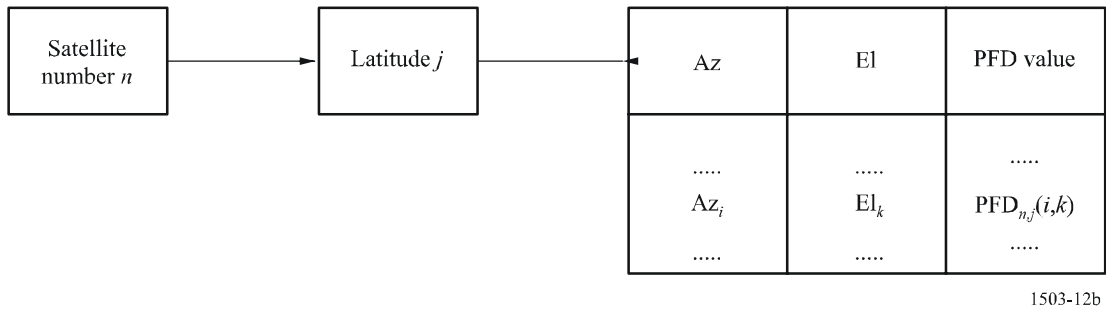 Satellite
number n
Latitude j
Az El PFD value
..... ..... .....
Azᵢ Elₖ PFDₙ,ⱼ(i,k)
..... ..... .....
1503-12b